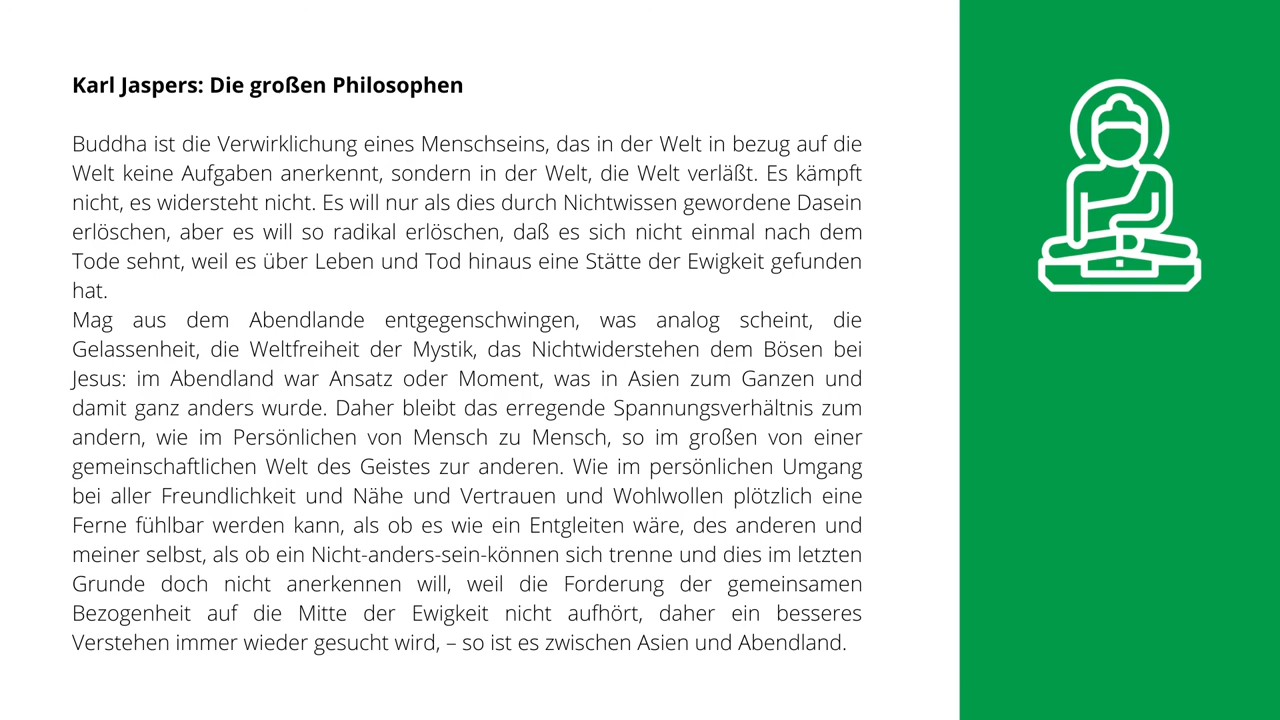 Karl Jaspers: Die großen Philosophen
Buddha ist die Verwirklichung eines Menschseins, das in der Welt in bezug auf die
Welt keine Aufgaben anerkennt, sondern in der Welt, die Welt verläßt. Es kämpft
nicht, es widersteht nicht. Es will nur als dies durch Nichtwissen gewordene Dasein
erlöschen, aber es will so radikal erlöschen, daß es sich nicht einmal nach dem
Tode sehnt, weil es über Leben und Tod hinaus eine Stätte der Ewigkeit gefunden
hat.
Mag aus dem Abendlande entgegenschwingen, was analog scheint, die
Gelassenheit, die Weltfreiheit der Mystik, das Nichtwiderstehen dem Bösen bei
Jesus: im Abendland war Ansatz oder Moment, was in Asien zum Ganzen und
damit ganz anders wurde. Daher bleibt das erregende Spannungsverhältnis zum
andern, wie im Persönlichen von Mensch zu Mensch, so im großen von einer
gemeinschaftlichen Welt des Geistes zur anderen. Wie im persönlichen Umgang
bei aller Freundlichkeit und Nähe und Vertrauen und Wohlwollen plötzlich eine
Ferne fühlbar werden kann, als ob es wie ein Entgleiten wäre, des anderen und
meiner selbst, als ob ein Nicht-anders-sein-können sich trenne und dies im letzten
Grunde doch nicht anerkennen will, weil die Forderung der gemeinsamen
Bezogenheit auf die Mitte der Ewigkeit nicht aufhört, daher ein besseres
Verstehen immer wieder gesucht wird, – so ist es zwischen Asien und Abendland.